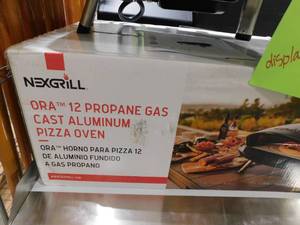 NEXGRILL
ORA™ 12 PROPANE GAS
CAST ALUMINUM
PIZZA OVEN
ORA™ HORNO PARA PIZZA 12
DE ALUMINIO FUNDIDO
A GAS PROPANO
display